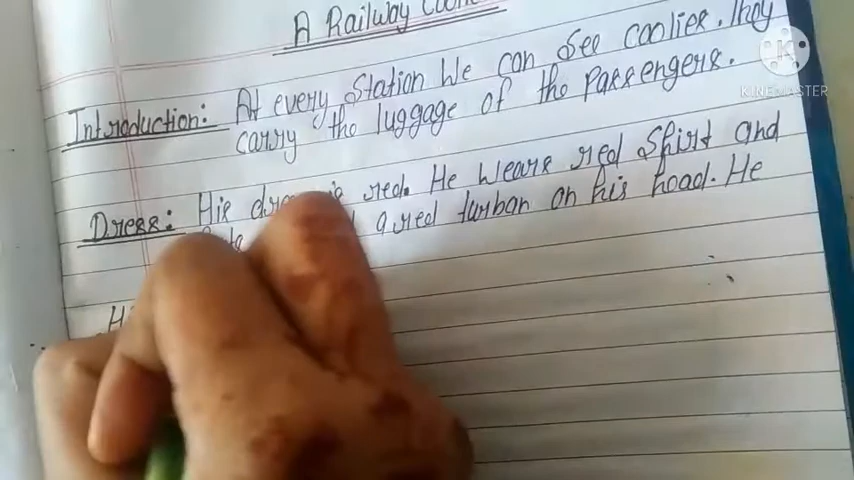 A Railway
Introduction: At every Station We can See coolies. They
carry the luggage of the Passengers.
Dress: His is red. He Wears red Shirt and
a red turban on his head. He
KINEMASTER